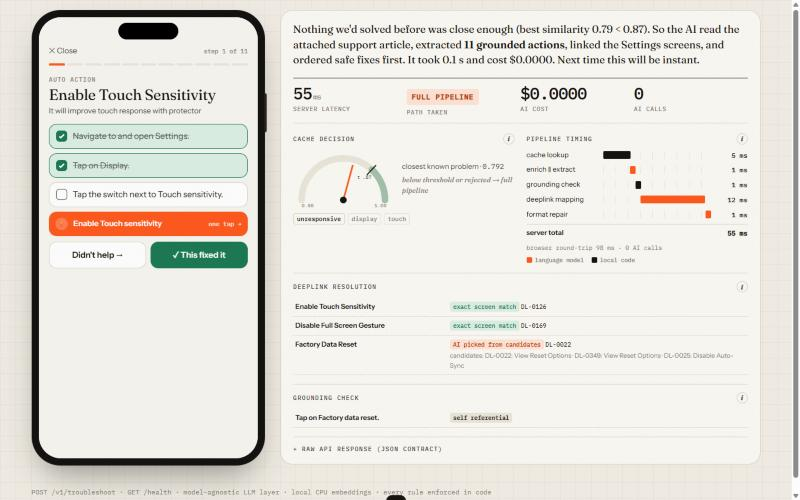 × Close
step 1 of 11
AUTO ACTION
Enable Touch Sensitivity
It will improve touch response with protector
Navigate to and open Settings.
Tap on Display.
Tap the switch next to Touch sensitivity.
Enable Touch sensitivity
one tap →
Didn't help →
✓ This fixed it
Nothing we'd solved before was close enough (best similarity 0.79 < 0.87). So the AI read the
attached support article, extracted 11 grounded actions, linked the Settings screens, and
ordered safe fixes first. It took 0.1 s and cost $0.0000. Next time this will be instant.
55ms
SERVER LATENCY
FULL PIPELINE
PATH TAKEN
$0.0000
AI COST
0
AI CALLS
CACHE DECISION
i
0.00
1.00
closest known problem · 0.792
below threshold or rejected → full
pipeline
unresponsive
display
touch
PIPELINE TIMING
i
cache lookup 5 ms
enrich ‖ extract 1 ms
grounding check 1 ms
deeplink mapping 12 ms
format repair 1 ms
server total 55 ms
browser round-trip 98 ms · 0 AI calls
language model
local code
DEEPLINK RESOLUTION
i
Enable Touch Sensitivity exact screen match DL-0126
Disable Full Screen Gesture exact screen match DL-0169
Factory Data Reset AI picked from candidates DL-0022
candidates: DL-0022: View Reset Options · DL-0349: View Reset Options · DL-0025: Disable Auto-
Sync
GROUNDING CHECK
i
Tap on Factory data reset. self referential
+ RAW API RESPONSE (JSON CONTRACT)
POST /v1/troubleshoot · GET /health · model-agnostic LLM layer · local CPU embeddings · every rule enforced in code